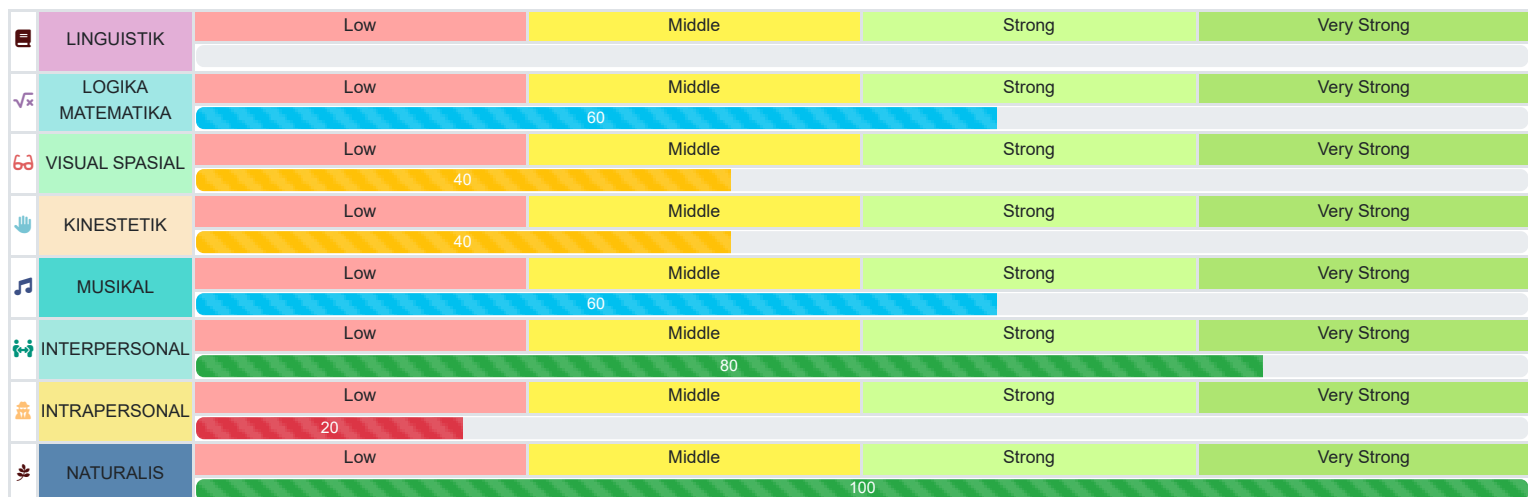 LINGUISTIK
Low Middle Strong Very Strong
LOGIKA
MATEMATIKA
Low Middle Strong Very Strong
60
VISUAL SPASIAL
Low Middle Strong Very Strong
40
KINESTETIK
Low Middle Strong Very Strong
40
MUSIKAL
Low Middle Strong Very Strong
60
INTERPERSONAL
Low Middle Strong Very Strong
80
INTRAPERSONAL
Low Middle Strong Very Strong
20
NATURALIS
Low Middle Strong Very Strong
100